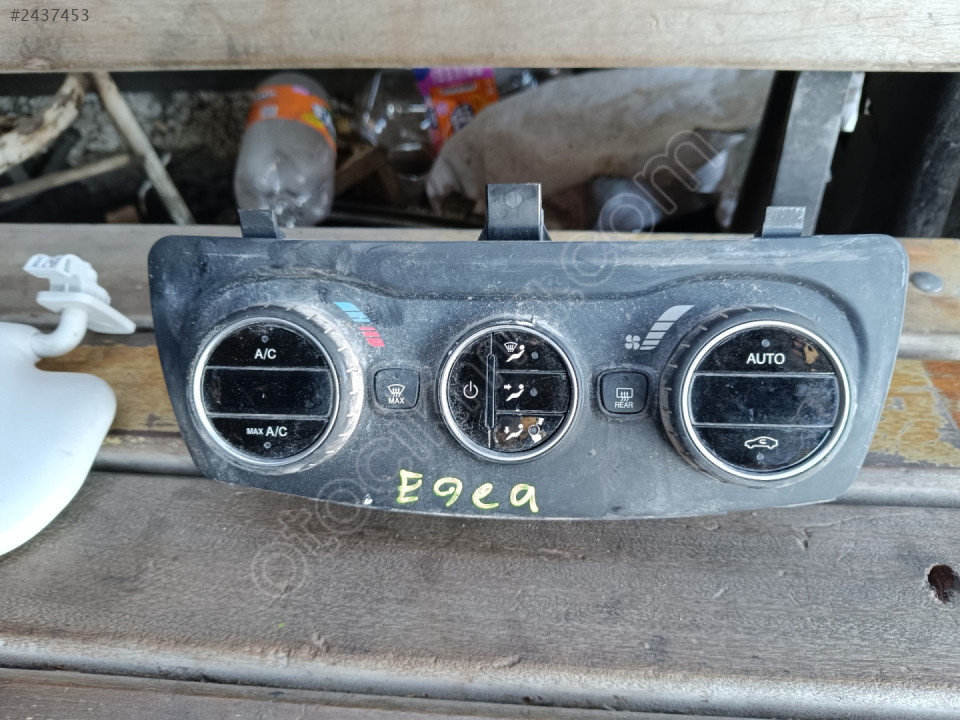 #2437453
A/C
MAX A/C
MAX
REAR
AUTO
Egea